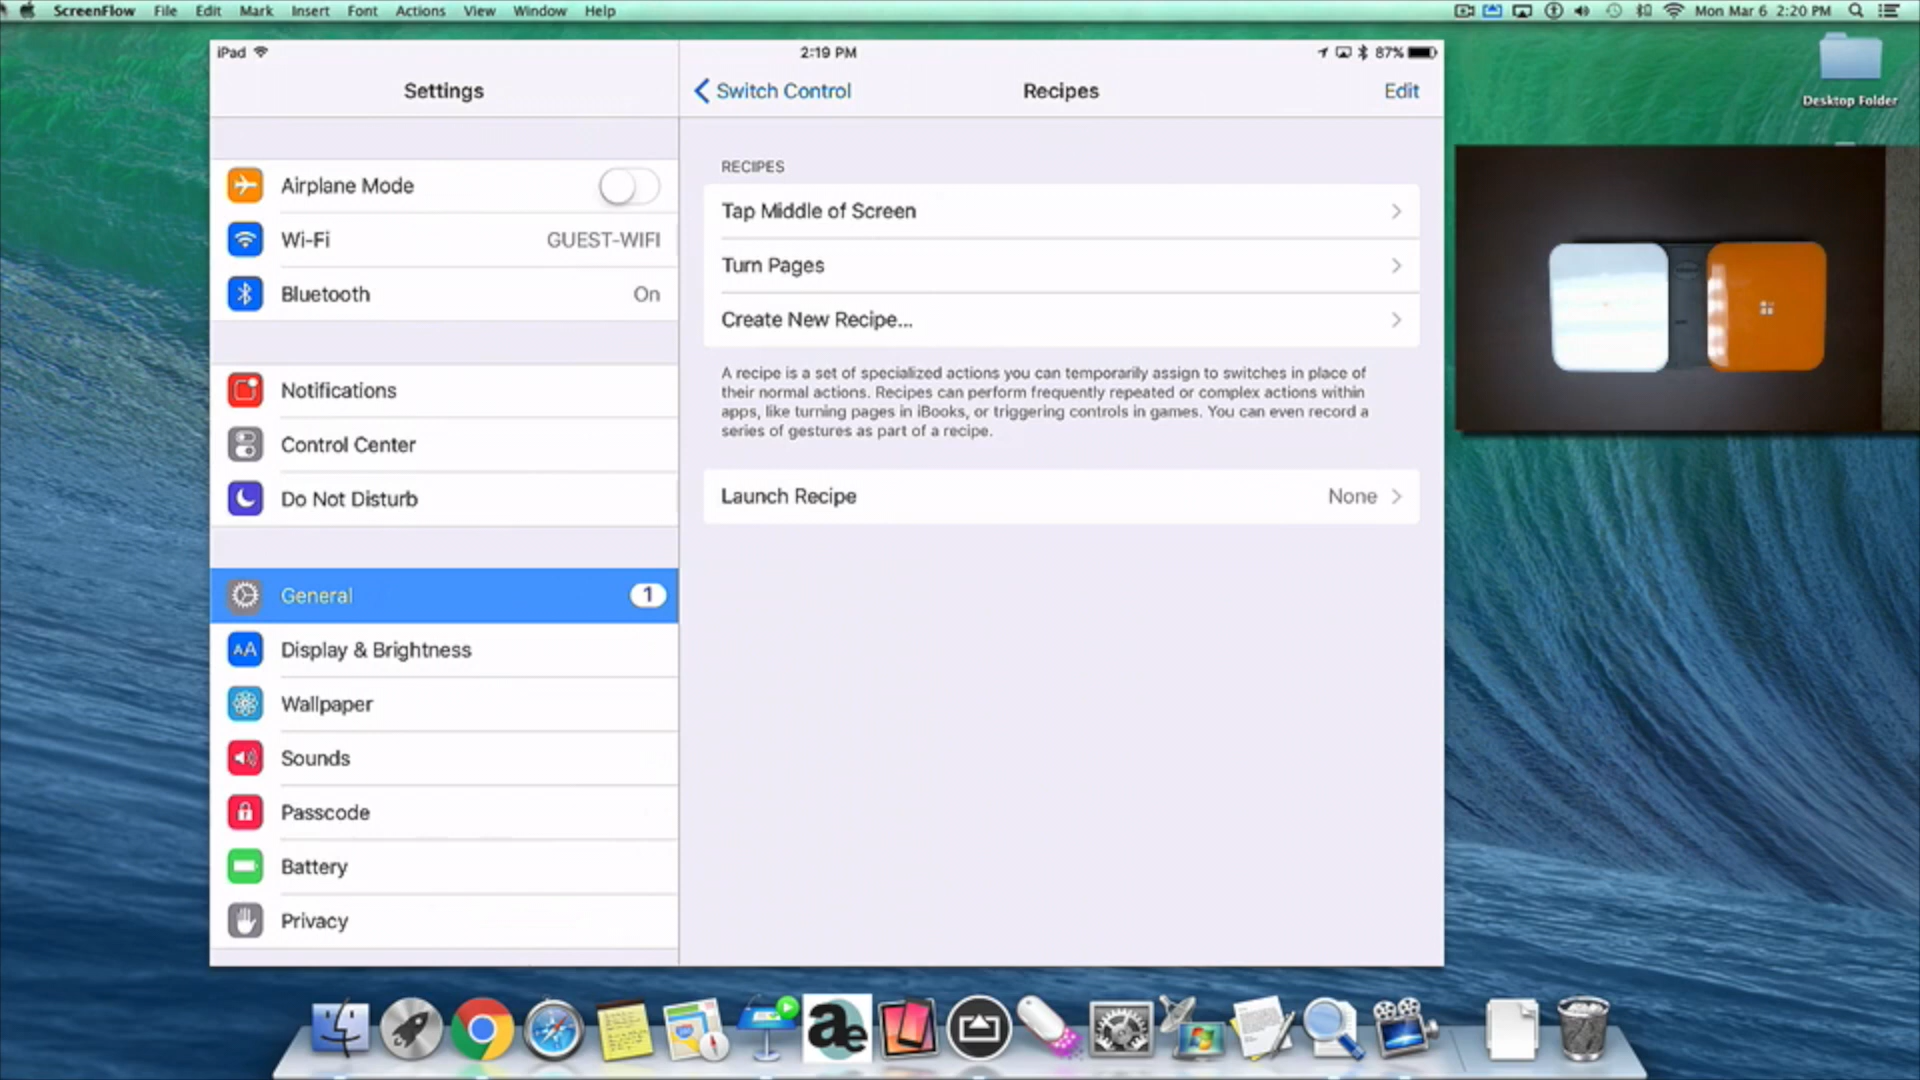 ScreenFlow File Edit Mark Insert Font Actions View Window Help Mon Mar 6 2:20 PM
iPad 2:19 PM 87%
Settings
Switch Control Recipes Edit
Desktop Folder
Airplane Mode
Wi-Fi GUEST-WIFI
Bluetooth On
Notifications
Control Center
Do Not Disturb
General 1
Display & Brightness
Wallpaper
Sounds
Passcode
Battery
Privacy
RECIPES
Tap Middle of Screen
Turn Pages
Create New Recipe...
A recipe is a set of specialized actions you can temporarily assign to switches in place of
their normal actions. Recipes can perform frequently repeated or complex actions within
apps, like turning pages in iBooks, or triggering controls in games. You can even record a
series of gestures as part of a recipe.
Launch Recipe None
AA
ae